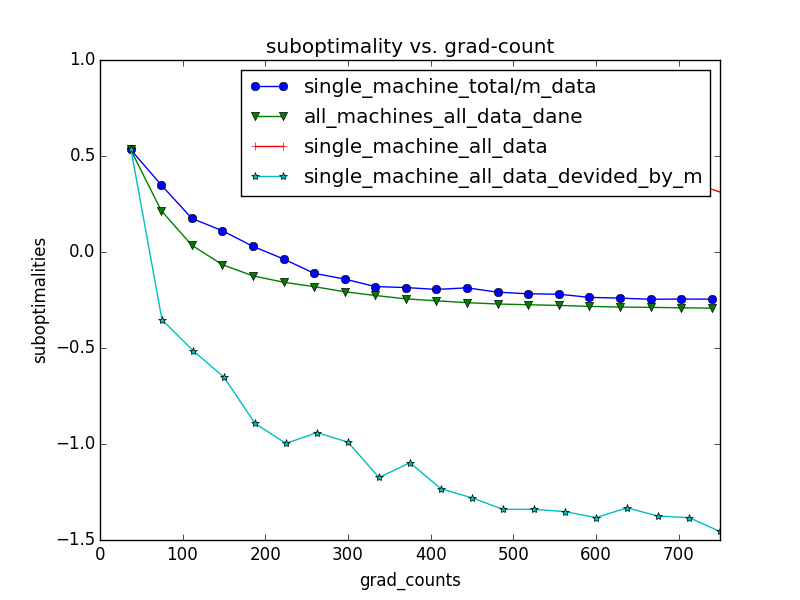 suboptimality vs. grad-count
single_machine_total/m_data
all_machines_all_data_dane
single_machine_all_data
single_machine_all_data_devided_by_m
suboptimalities
1.0
0.5
0.0
−0.5
−1.0
−1.5
0 100 200 300 400 500 600 700
grad_counts